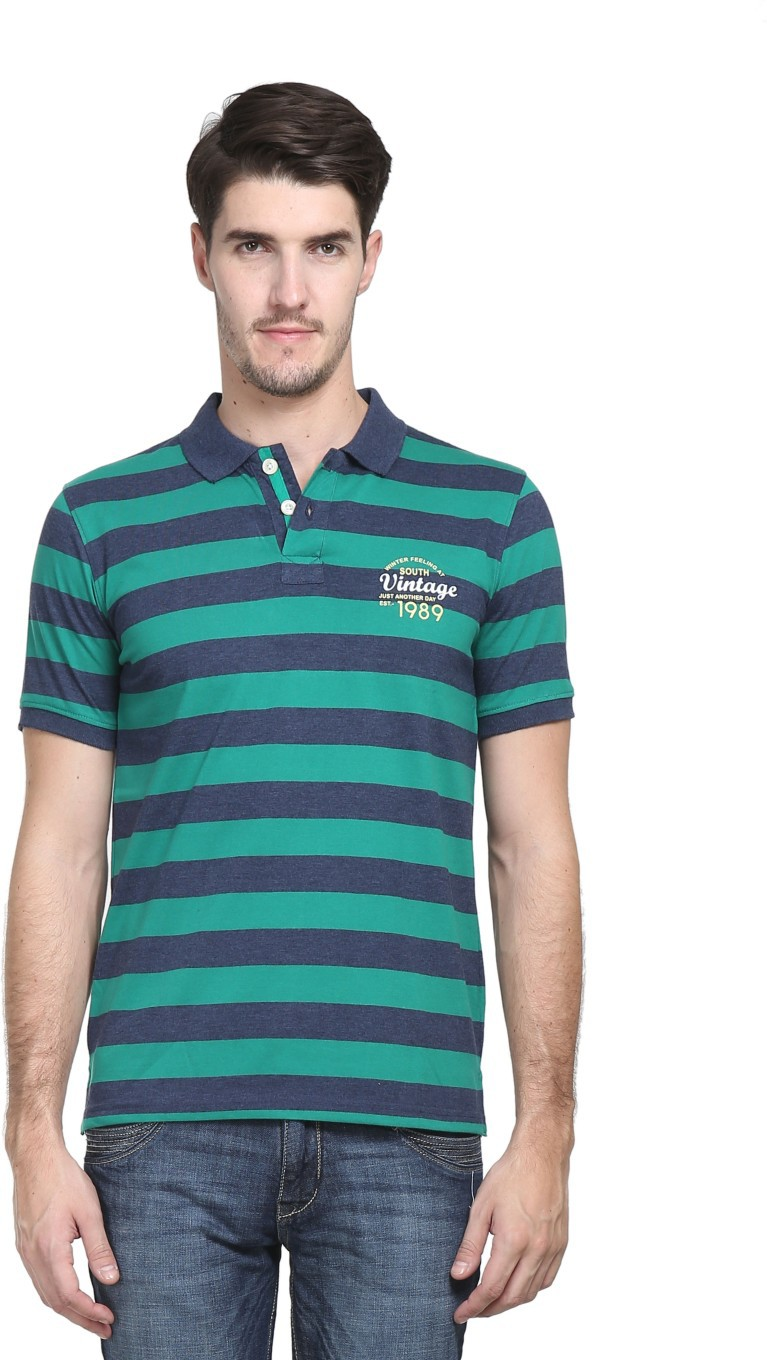 WINTER FEELING AT
SOUTH
Vintage
JUST ANOTHER DAY
EST.- 1989